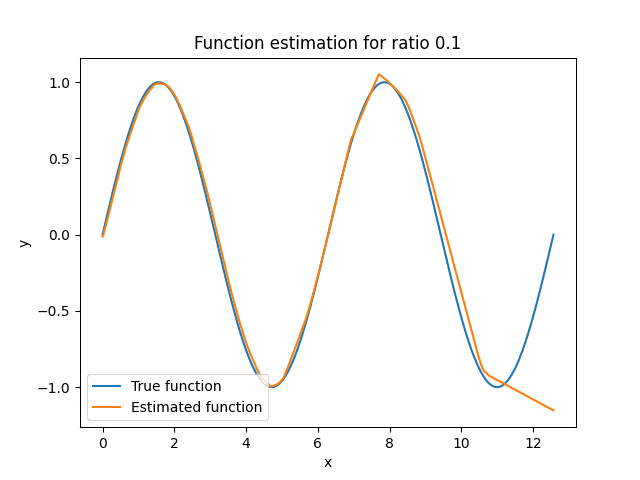 Function estimation for ratio 0.1
1.0
0.5
0.0
−0.5
−1.0
y
True function
Estimated function
0 2 4 6 8 10 12
x